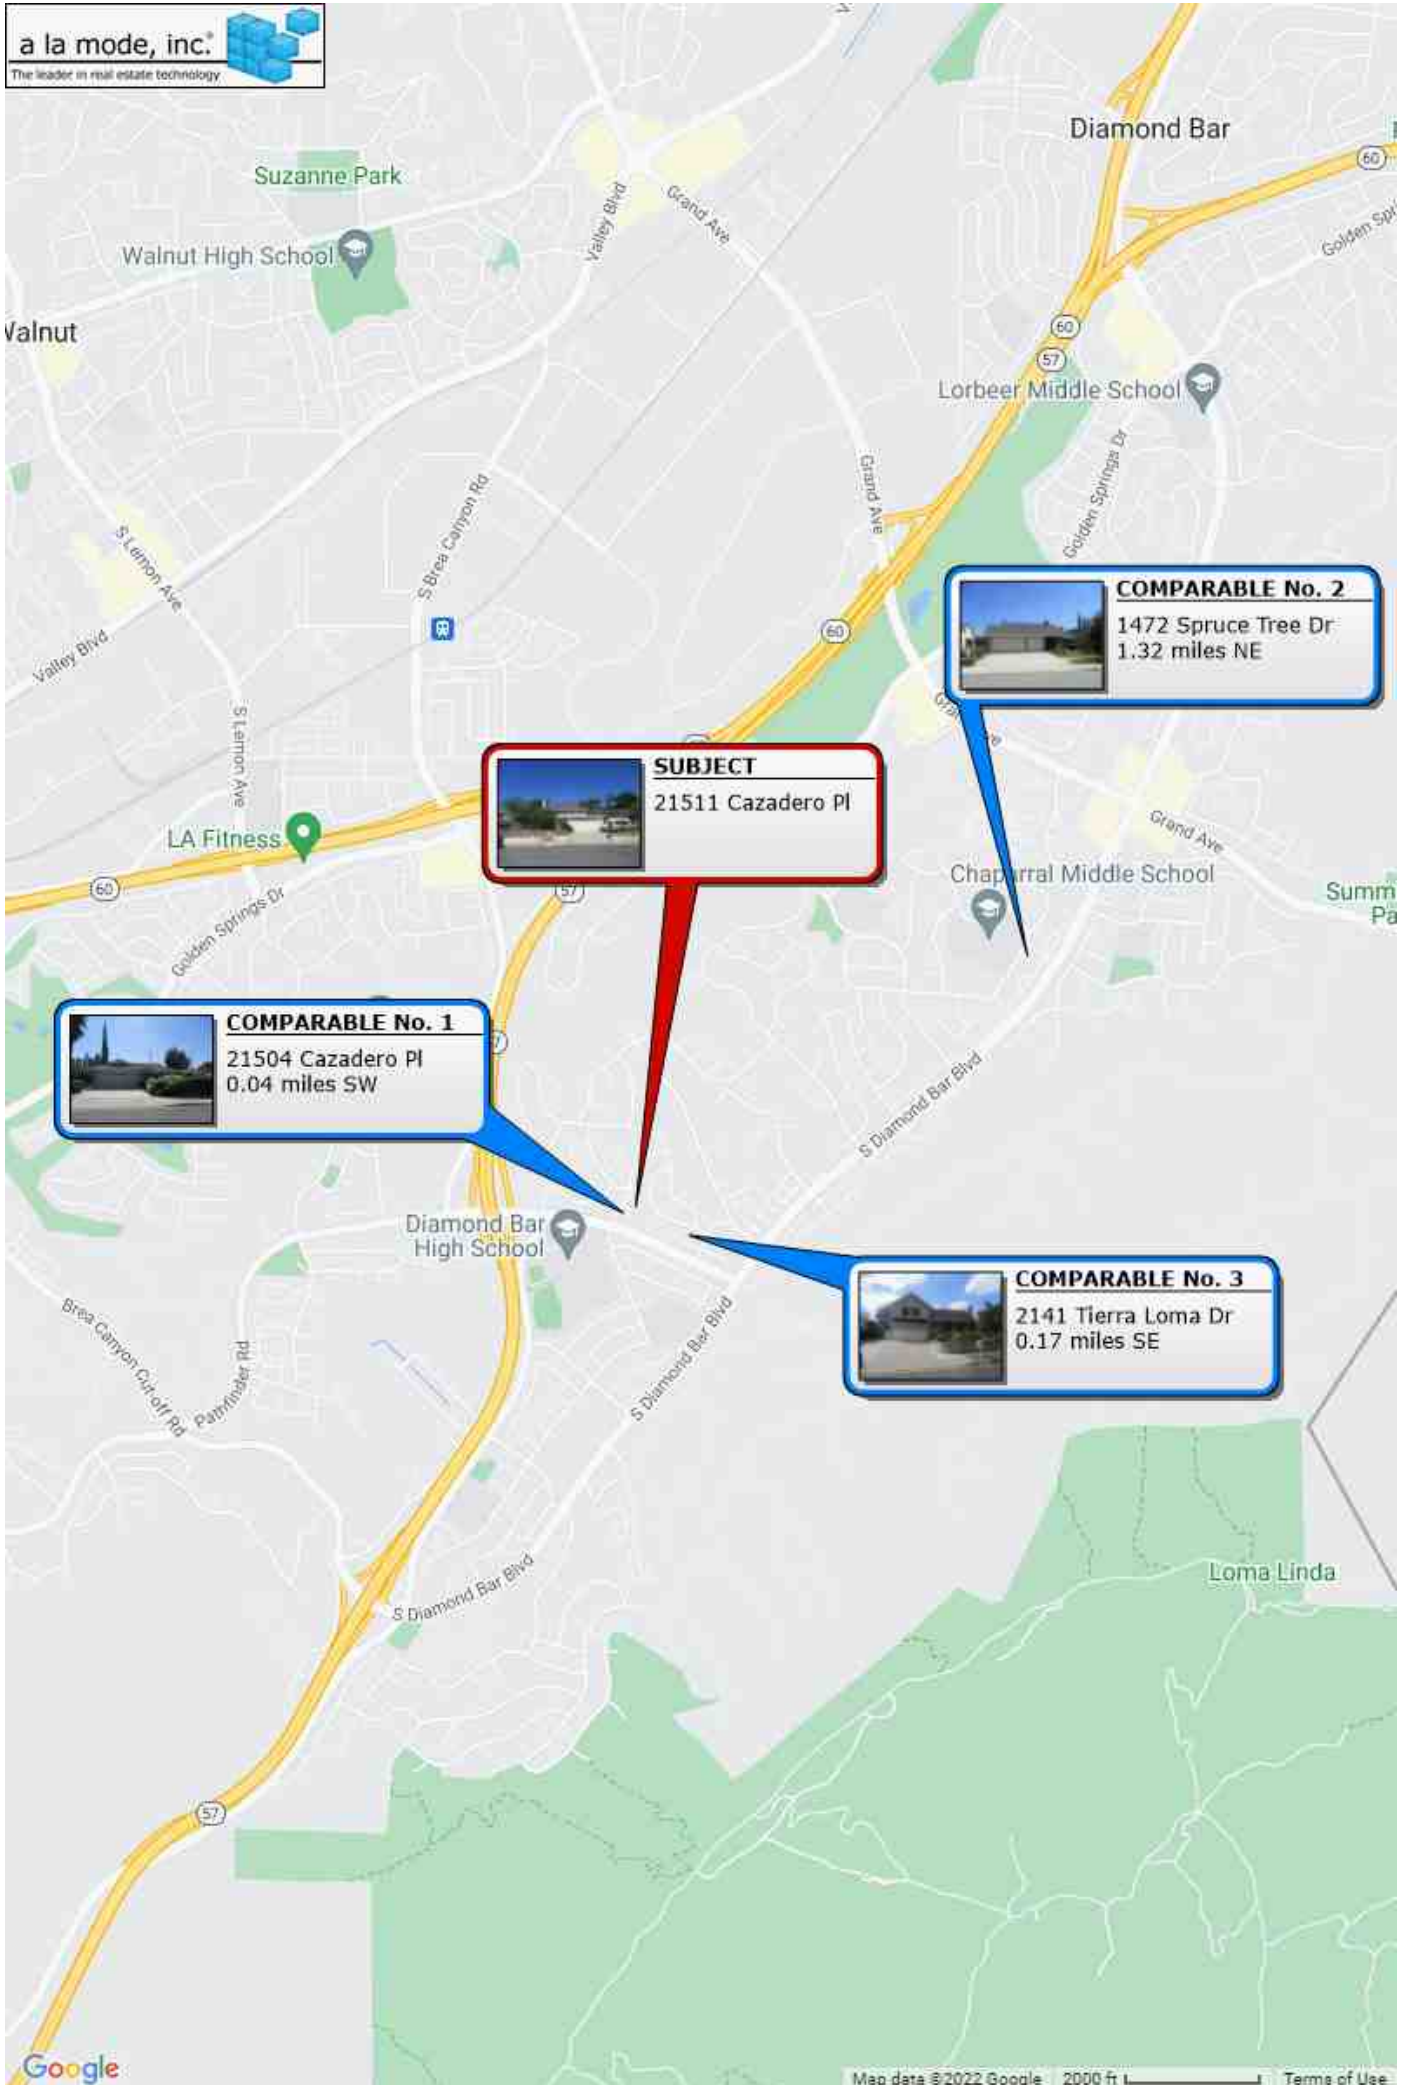 a la mode, inc.®
The leader in real estate technology
Diamond Bar
60
Suzanne Park
Grand Ave
Valley Blvd
Walnut High School
Walnut
60
57
Lorbeer Middle School
Golden Springs Dr
Grand Ave
S Brea Canyon Rd
S Lemon Ave
Valley Blvd
60
COMPARABLE No. 2
1472 Spruce Tree Dr
1.32 miles NE
S Lemon Ave
SUBJECT
21511 Cazadero Pl
LA Fitness
Grand Ave
60
57
Chaparral Middle School
Golden Springs Dr
COMPARABLE No. 1
21504 Cazadero Pl
0.04 miles SW
S Diamond Bar Blvd
Diamond Bar
High School
COMPARABLE No. 3
2141 Tierra Loma Dr
0.17 miles SE
Brea Canyon Cut-off Rd
Pathfinder Rd
S Diamond Bar Blvd
Loma Linda
S Diamond Bar Blvd
57
Google
Map data ©2022 Google
2000 ft
Terms of Use